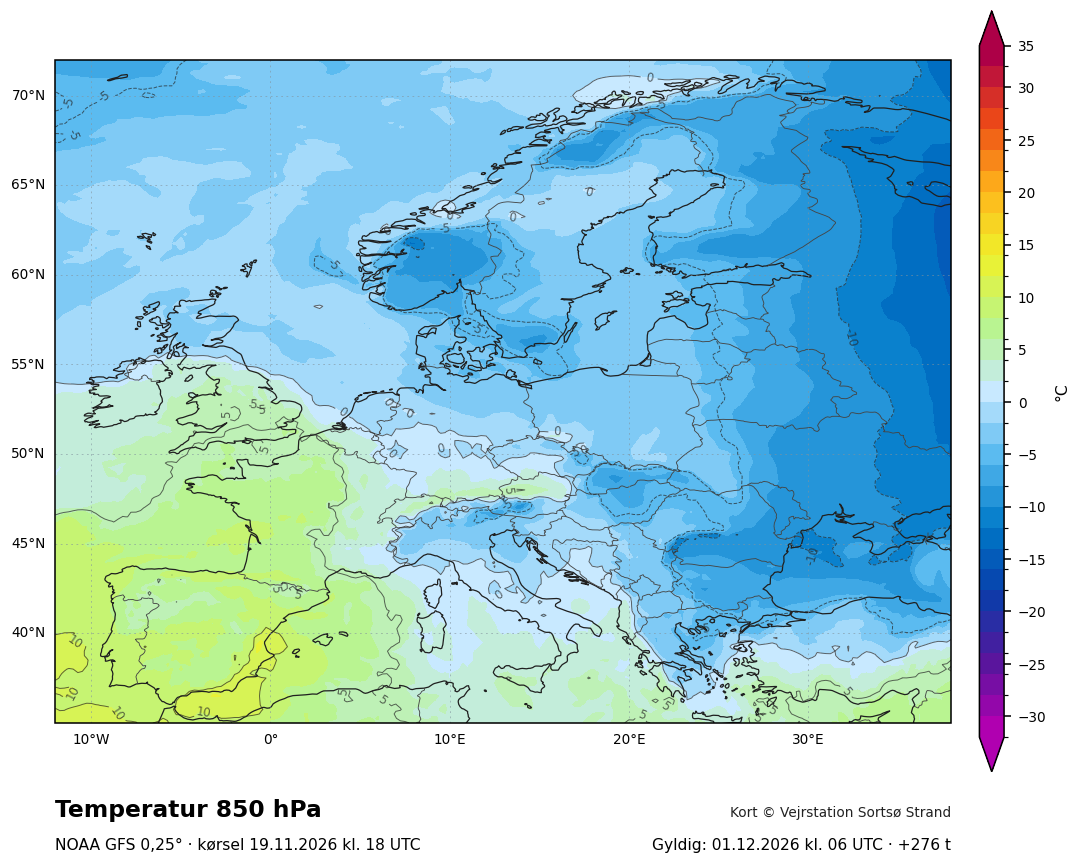 35
30
25
20
15
10
5
0
−5
−10
−15
−20
−25
−30
°C
70°N
65°N
60°N
55°N
50°N
45°N
40°N
10°W
0°
10°E
20°E
30°E
Temperatur 850 hPa
Kort © Vejrstation Sortsø Strand
NOAA GFS 0,25° · kørsel 19.11.2026 kl. 18 UTC
Gyldig: 01.12.2026 kl. 06 UTC · +276 t